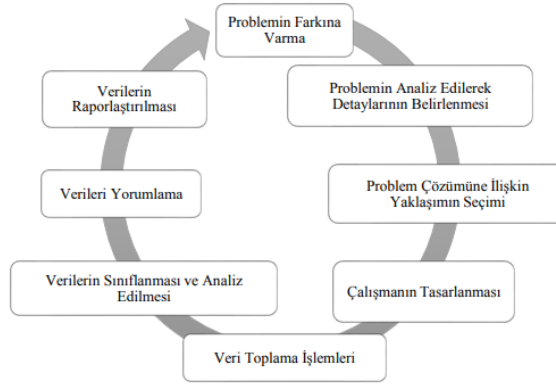 Problemin Farkına
Varma
Problemin Analiz Edilerek
Detaylarının Belirlenmesi
Problem Çözümüne İlişkin
Yaklaşımın Seçimi
Çalışmanın Tasarlanması
Veri Toplama İşlemleri
Verilerin Sınıflanması ve Analiz
Edilmesi
Verileri Yorumlama
Verilerin
Raporlaştırılması